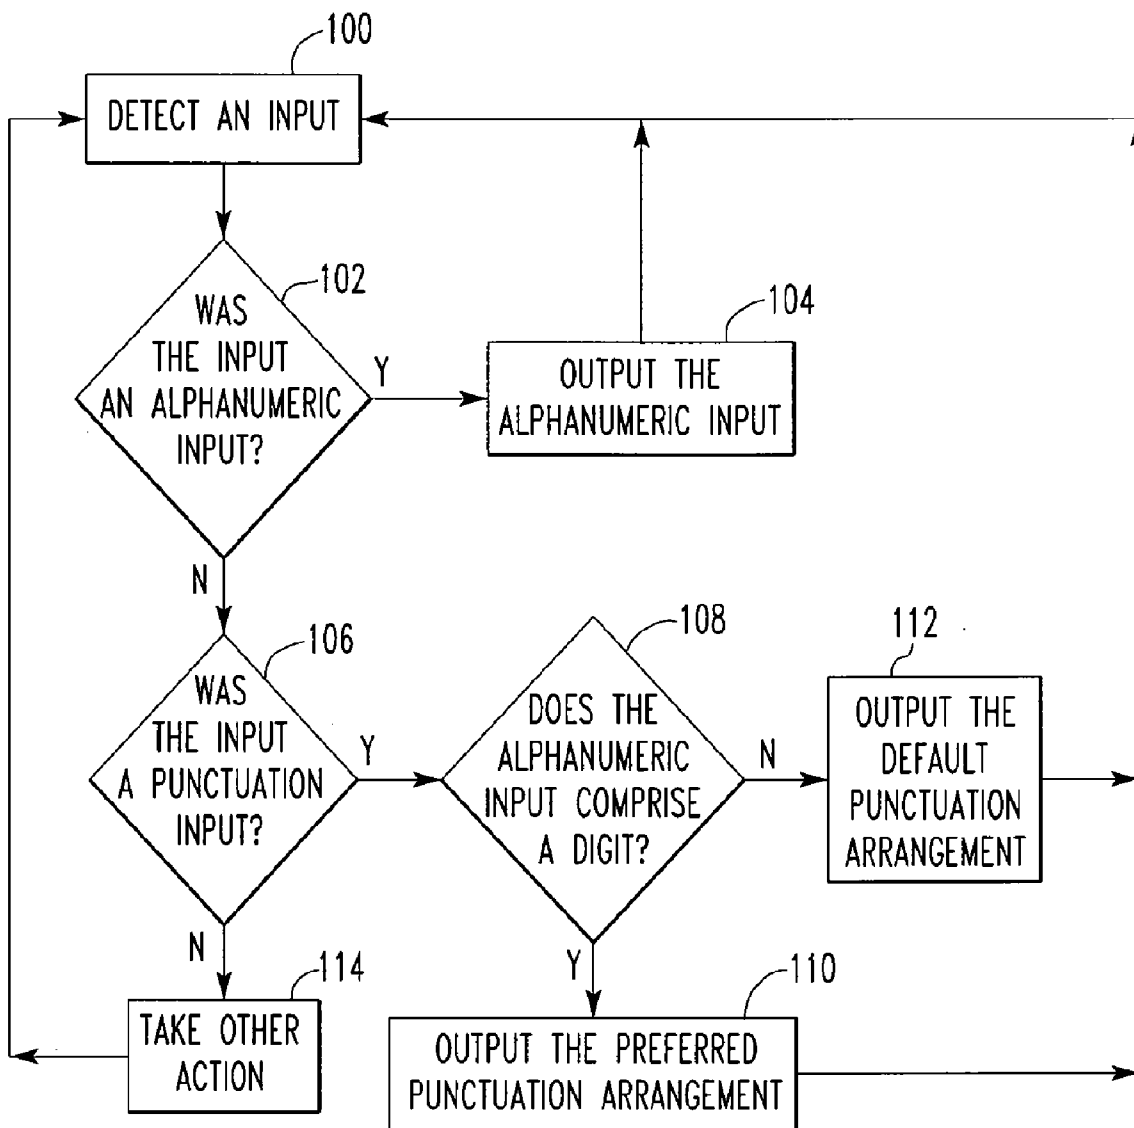 100
DETECT AN INPUT
102
WAS
THE INPUT
AN ALPHANUMERIC
INPUT?
Y
104
OUTPUT THE
ALPHANUMERIC INPUT
N
106
WAS
THE INPUT
A PUNCTUATION
INPUT?
Y
108
DOES THE
ALPHANUMERIC
INPUT COMPRISE
A DIGIT?
N
112
OUTPUT THE
DEFAULT
PUNCTUATION
ARRANGEMENT
N
114
TAKE OTHER
ACTION
Y
110
OUTPUT THE PREFERRED
PUNCTUATION ARRANGEMENT